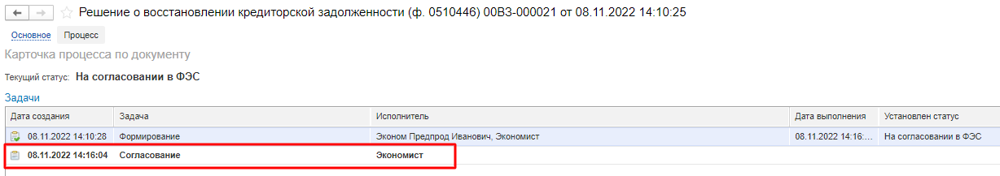 Решение о восстановлении кредиторской задолженности (ф. 0510446) 00ВЗ-000021 от 08.11.2022 14:10:25
Основное Процесс
Карточка процесса по документу
Текущий статус: На согласовании в ФЭС
Задачи
Дата создания Задача Исполнитель Дата выполнения Установлен статус
08.11.2022 14:10:28 Формирование Эконом Предпрод Иванович, Экономист 08.11.2022 14:16:... На согласовании в ФЭС
08.11.2022 14:16:04 Согласование Экономист